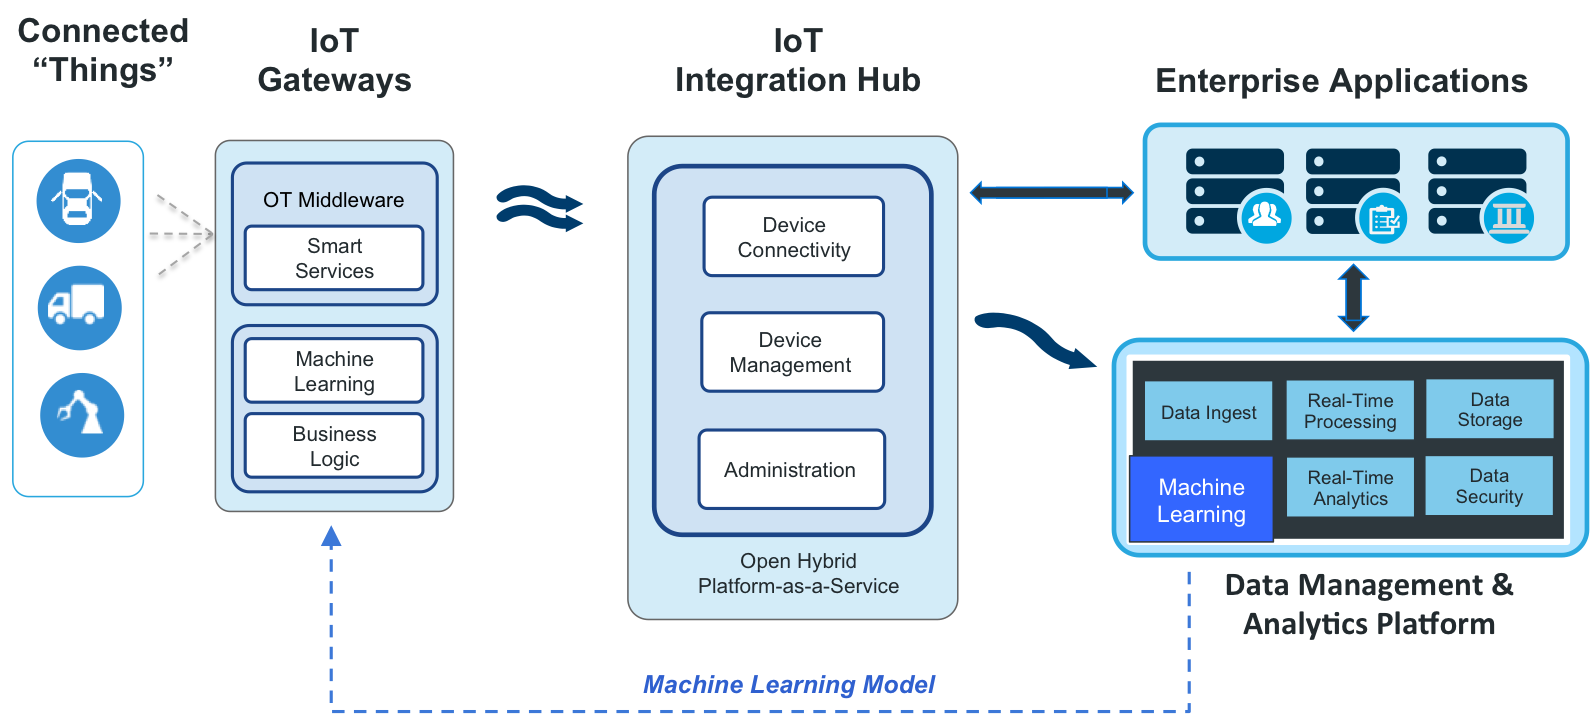 Connected
“Things”
IoT
Gateways
IoT
Integration Hub
Enterprise Applications
OT Middleware
Smart
Services
Machine
Learning
Business
Logic
Device
Connectivity
Device
Management
Administration
Open Hybrid
Platform-as-a-Service
Data Ingest
Real-Time
Processing
Data
Storage
Machine
Learning
Real-Time
Analytics
Data
Security
Data Management &
Analytics Platform
Machine Learning Model